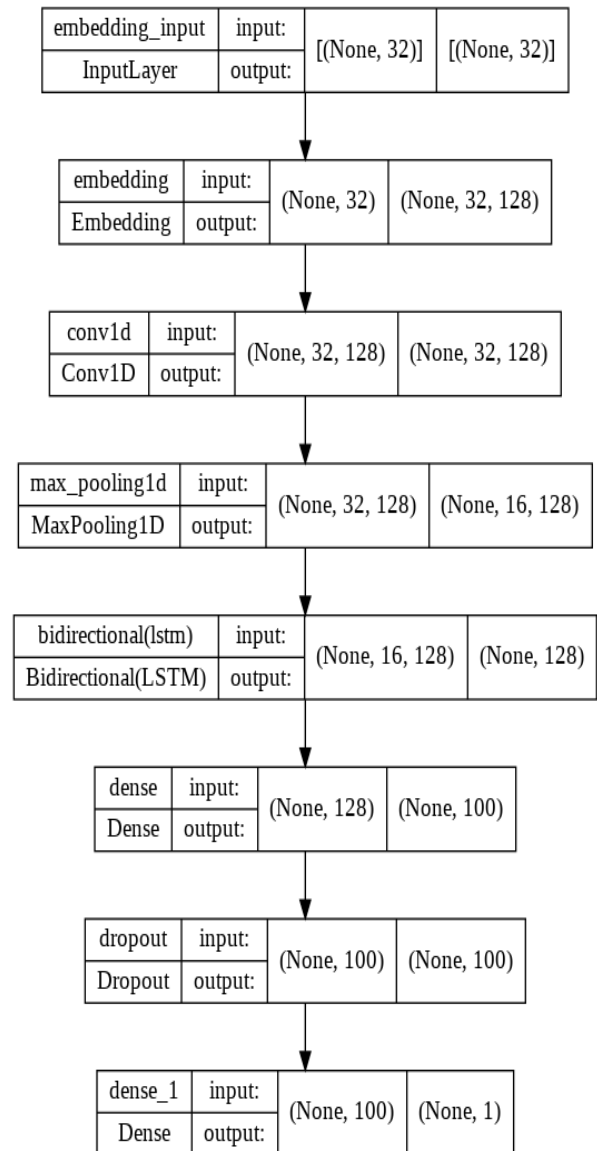 embedding_input input: [(None, 32)] [(None, 32)]
InputLayer output:
embedding input: (None, 32) (None, 32, 128)
Embedding output:
conv1d input: (None, 32, 128) (None, 32, 128)
Conv1D output:
max_pooling1d input: (None, 32, 128) (None, 16, 128)
MaxPooling1D output:
bidirectional(lstm) input: (None, 16, 128) (None, 128)
Bidirectional(LSTM) output:
dense input: (None, 128) (None, 100)
Dense output:
dropout input: (None, 100) (None, 100)
Dropout output:
dense_1 input: (None, 100) (None, 1)
Dense output: